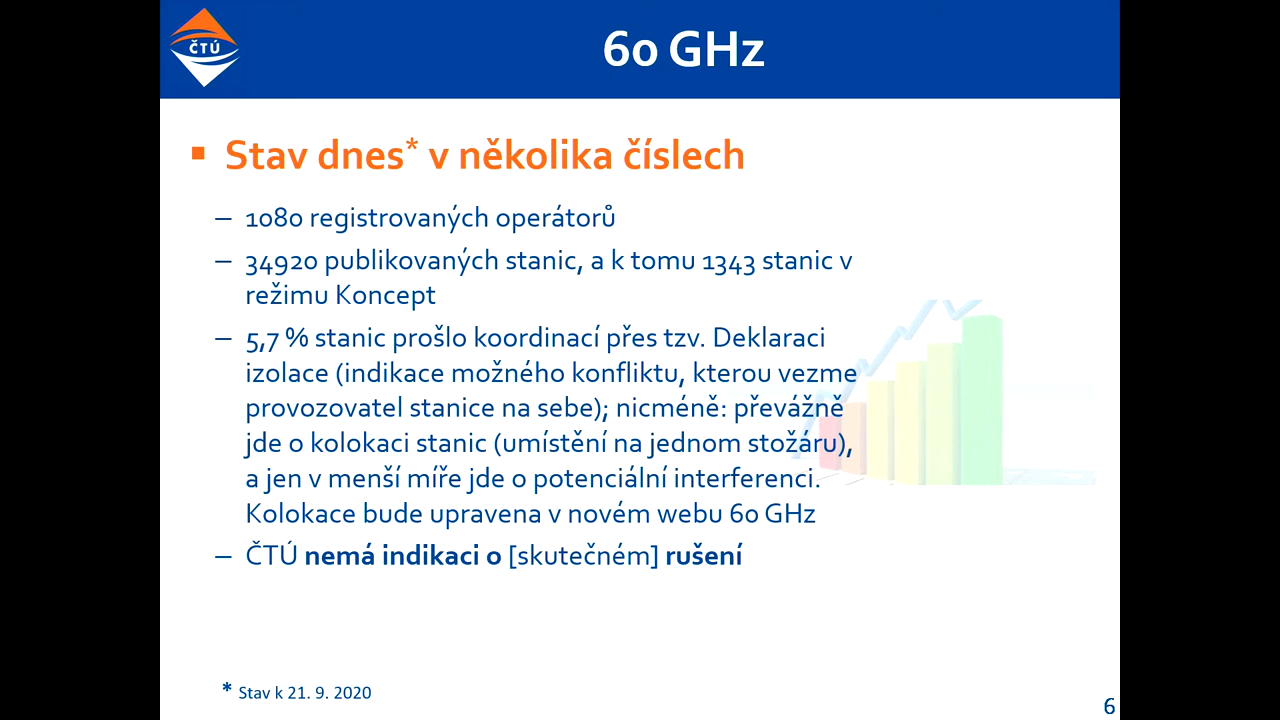 ČTÚ
60 GHz
▪ Stav dnes* v několika číslech
– 1080 registrovaných operátorů
– 34920 publikovaných stanic, a k tomu 1343 stanic v
režimu Koncept
– 5,7 % stanic prošlo koordinací přes tzv. Deklaraci
izolace (indikace možného konfliktu, kterou vezme
provozovatel stanice na sebe); nicméně: převážně
jde o kolokaci stanic (umístění na jednom stožáru),
a jen v menší míře jde o potenciální interferenci.
Kolokace bude upravena v novém webu 60 GHz
– ČTÚ nemá indikaci o [skutečném] rušení
* Stav k 21. 9. 2020
6